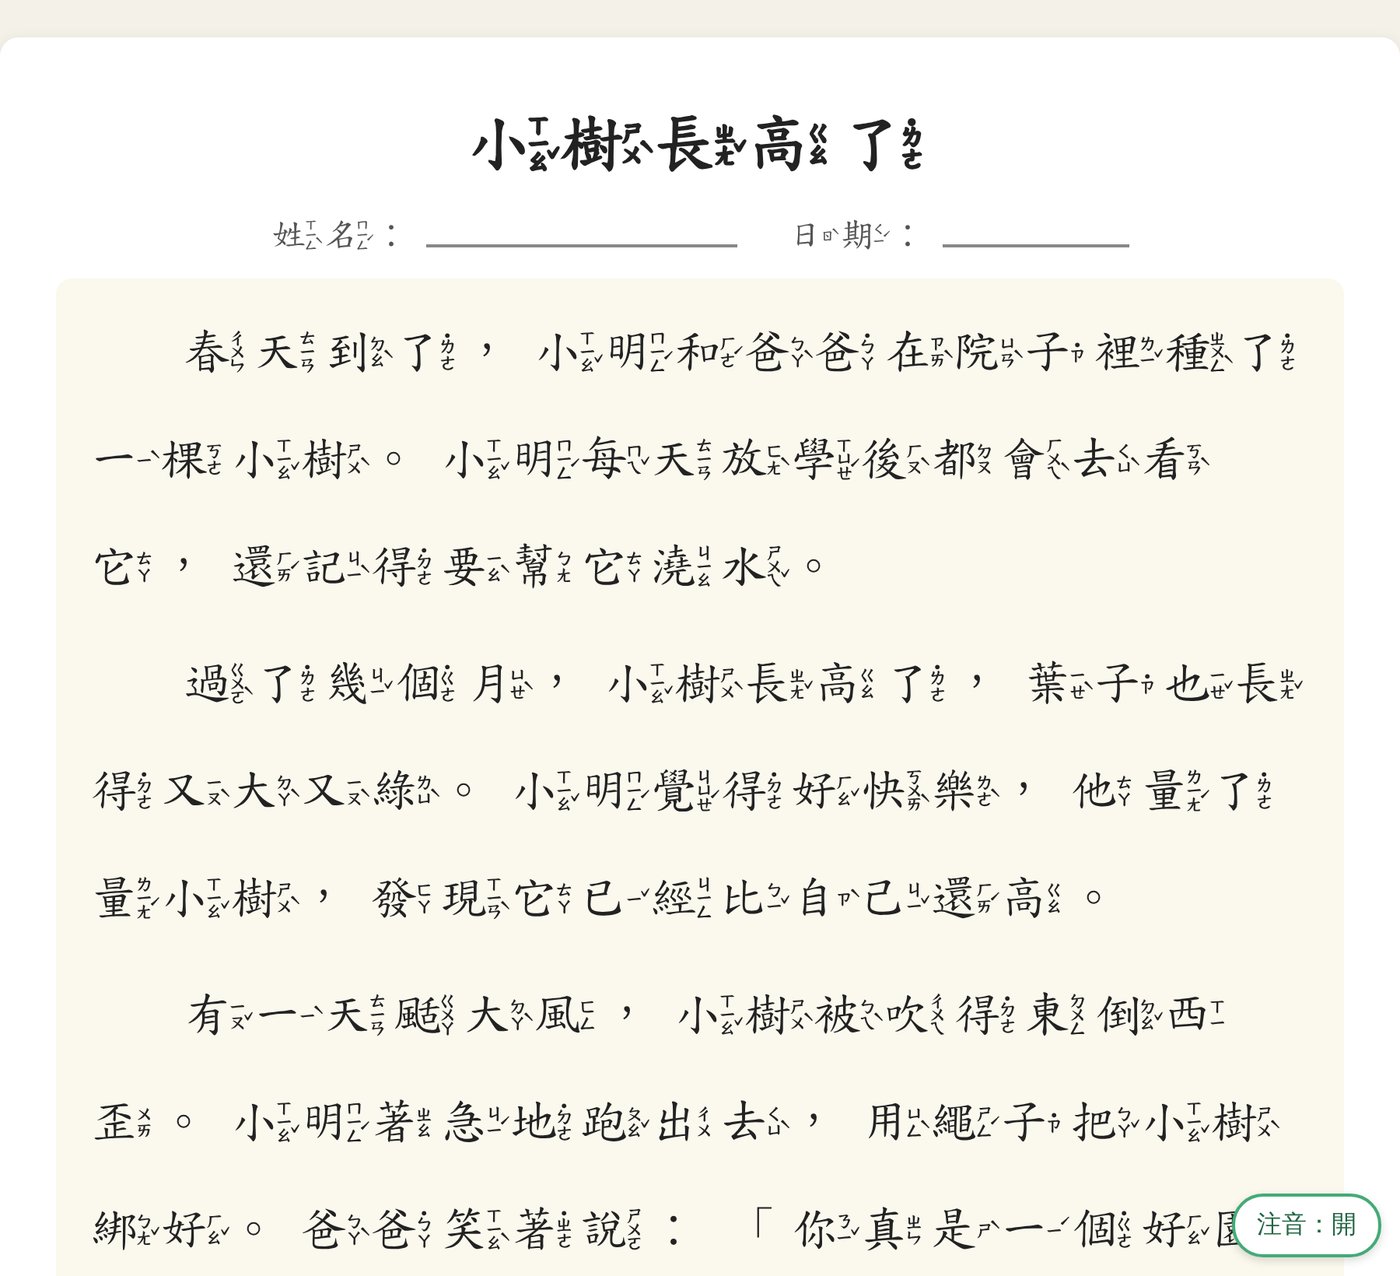 小樹長高了
姓名： 日期：
春天到了，小明和爸爸在院子裡種了
一棵小樹。小明每天放學後都會去看
它，還記得要幫它澆水。
過了幾個月，小樹長高了，葉子也長
得又大又綠。小明覺得好快樂，他量了
量小樹，發現它已經比自己還高。
有一天颳大風，小樹被吹得東倒西
歪。小明著急地跑出去，用繩子把小樹
綁好。爸爸笑著說：「你真是一個好
注音：開